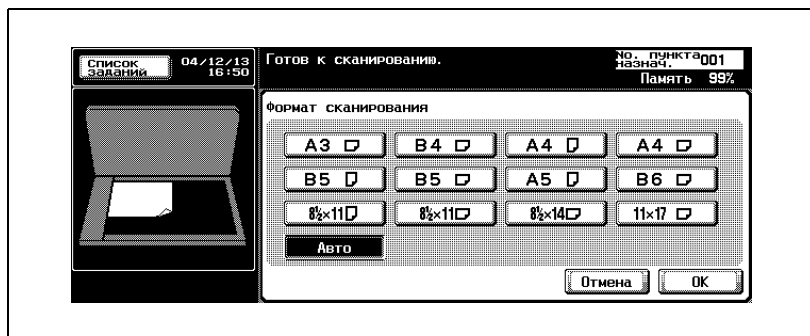 Список
заданий
04/12/13
16:50
Готов к сканированию.
No. пункта
назнач.
001
Память 99%
Формат сканирования
A3 B4 A4 A4
B5 B5 A5 B6
8½×11 8½×11 8½×14 11×17
Авто
Отмена OK